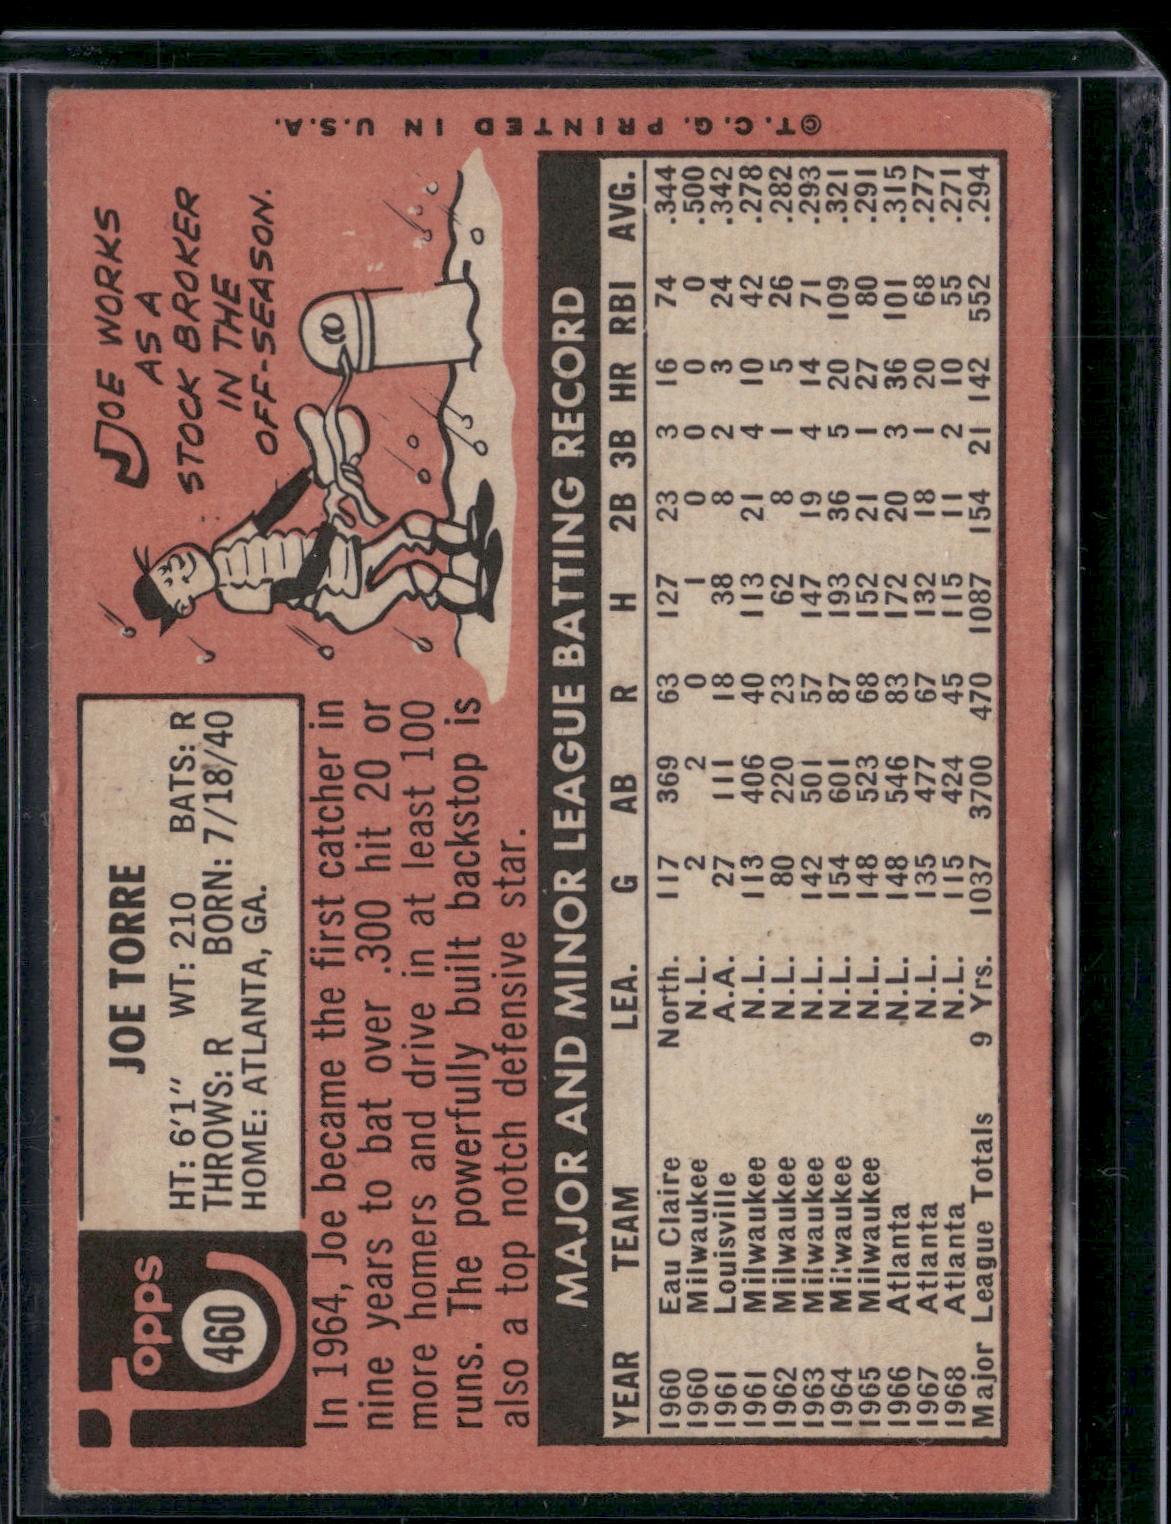 Topps
460
JOE TORRE
HT: 6'1" WT: 210 BATS: R
THROWS: R BORN: 7/18/40
HOME: ATLANTA, GA.
JOE WORKS
AS A
STOCK BROKER
IN THE
OFF-SEASON.
In 1964, Joe became the first catcher in
nine years to bat over .300 hit 20 or
more homers and drive in at least 100
runs. The powerfully built backstop is
also a top notch defensive star.
MAJOR AND MINOR LEAGUE BATTING RECORD
YEAR TEAM LEA. G AB R H 2B 3B HR RBI AVG.
1960 Eau Claire North. 117 369 63 127 23 3 16 74 .344
1960 Milwaukee N.L. 2 2 0 1 0 0 0 0 .500
1961 Louisville A.A. 27 111 18 38 8 2 3 24 .342
1961 Milwaukee N.L. 113 406 40 113 21 4 10 42 .278
1962 Milwaukee N.L. 80 220 23 62 8 1 5 26 .282
1963 Milwaukee N.L. 142 501 57 147 19 4 14 71 .293
1964 Milwaukee N.L. 154 601 87 193 36 5 20 109 .321
1965 Milwaukee N.L. 148 523 68 152 21 1 27 80 .291
1966 Atlanta N.L. 148 546 83 172 20 3 36 101 .315
1967 Atlanta N.L. 135 477 67 132 18 1 20 68 .277
1968 Atlanta N.L. 115 424 45 115 11 2 10 55 .271
Major League Totals 9 Yrs. 1037 3700 470 1087 154 21 142 552 .294
© T.C.G. PRINTED IN U.S.A.